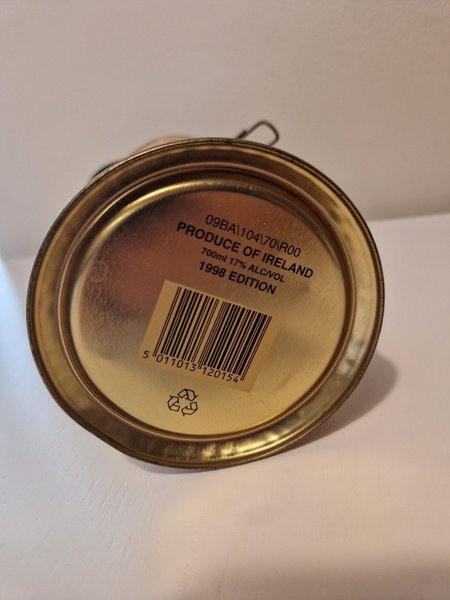 09BA\104\70\R00
PRODUCE OF IRELAND
700ml 17% ALC/VOL
1998 EDITION
5 011013 120154